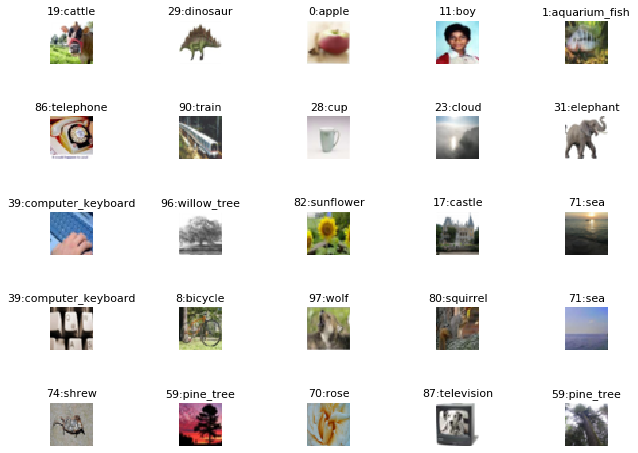 19:cattle
29:dinosaur
0:apple
11:boy
1:aquarium_fish
86:telephone
90:train
28:cup
23:cloud
31:elephant
39:computer_keyboard
96:willow_tree
82:sunflower
17:castle
71:sea
39:computer_keyboard
8:bicycle
97:wolf
80:squirrel
71:sea
74:shrew
59:pine_tree
70:rose
87:television
59:pine_tree